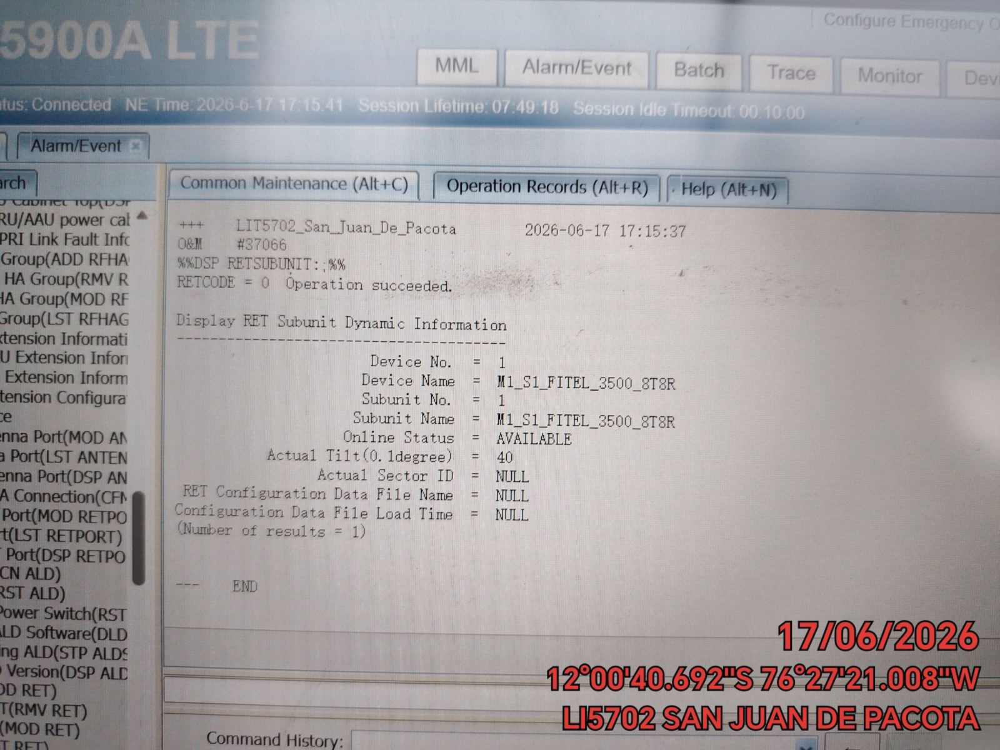 5900A LTE
Configure Emergency
MML Alarm/Event Batch Trace Monitor
Connected NE Time: 2026-6-17 17:15:41 Session Lifetime: 07:49:18 Session Idle Timeout: 00:10:00
Alarm/Event
Common Maintenance (Alt+C) Operation Records (Alt+R) Help (Alt+N)
RU/AAU power cat
PRI Link Fault Info
Group(ADD RFHA
HA Group(RMV R
HA Group(MOD RF
Group(LST RFHAG
tension Informati
U Extension Infor
Extension Inform
tension Configura
ce
enna Port(MOD AN
a Port(LST ANTEN
enna Port(DSP AN
A Connection(CFM
Port(MOD RETPO
rt(LST RETPORT)
Port(DSP RETPO
CN ALD)
RST ALD)
Power Switch(RST
ALD Software(DLD
ing ALD(STP ALDS
Version(DSP ALD
DD RET)
T(RMV RET)
(MOD RET)
+++ LIT5702_San_Juan_De_Pacota 2026-06-17 17:15:37
O&M #37066
%%DSP RETSUBUNIT:;%%
RETCODE = 0 Operation succeeded.
Display RET Subunit Dynamic Information
---------------------------------------
Device No. = 1
Device Name = M1_S1_FITEL_3500_8T8R
Subunit No. = 1
Subunit Name = M1_S1_FITEL_3500_8T8R
Online Status = AVAILABLE
Actual Tilt(0.1degree) = 40
Actual Sector ID = NULL
RET Configuration Data File Name = NULL
Configuration Data File Load Time = NULL
(Number of results = 1)
--- END
Command History:
17/06/2026
12°00'40.692"S 76°27'21.008"W
LI5702 SAN JUAN DE PACOTA